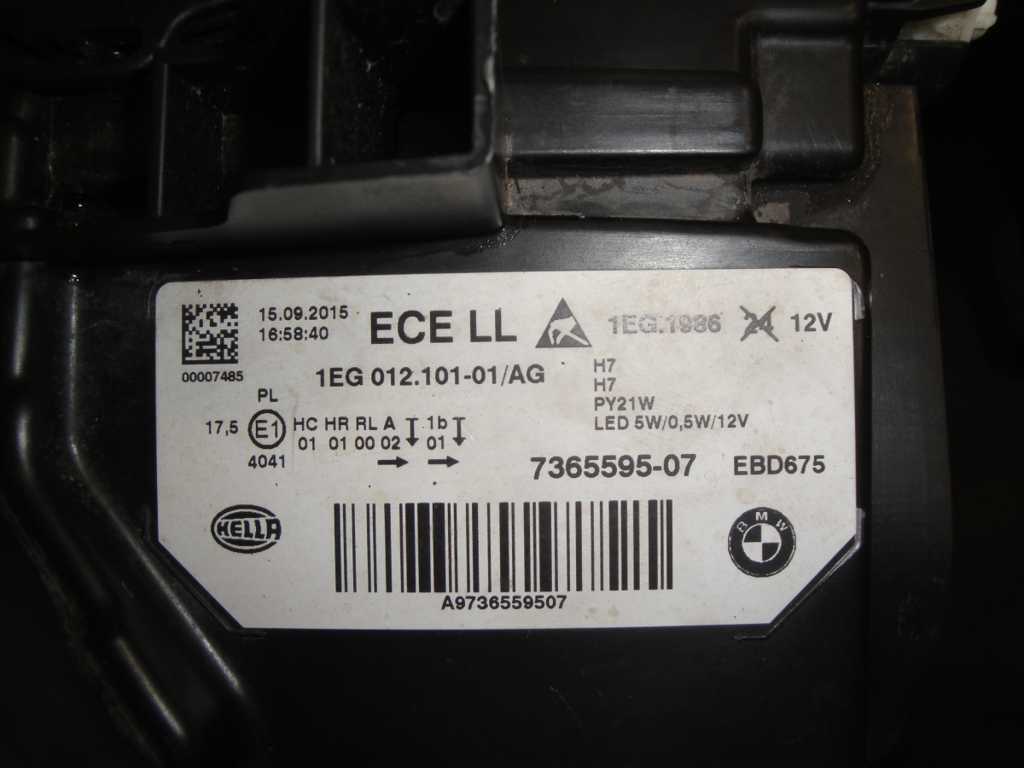 15.09.2015
16:58:40
ECE LL
1EG.1986 24 12V
00007485
1EG 012.101-01/AG
H7
H7
PY21W
LED 5W/0,5W/12V
PL
17,5 E1 HC HR RL A 1b
01 01 00 02 01
4041
7365595-07 EBD675
HELLA
BMW
A9736559507